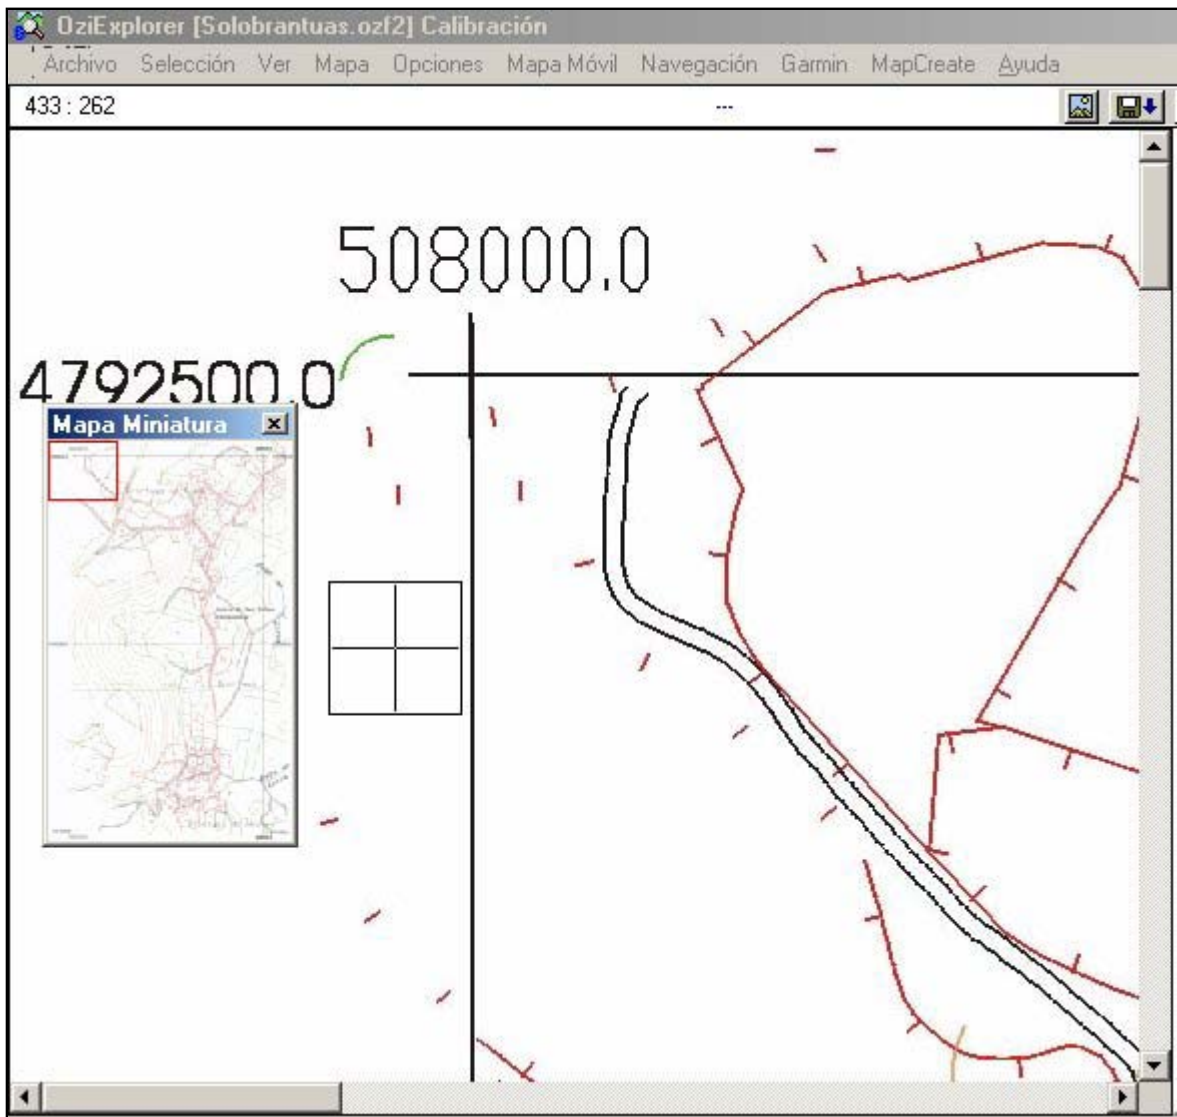 OziExplorer [Solobrantuas.ozf2] Calibración
Archivo Selección Ver Mapa Opciones Mapa Móvil Navegación Garmin MapCreate Ayuda
433 : 262 ---
508000.0
4792500.0
Mapa Miniatura